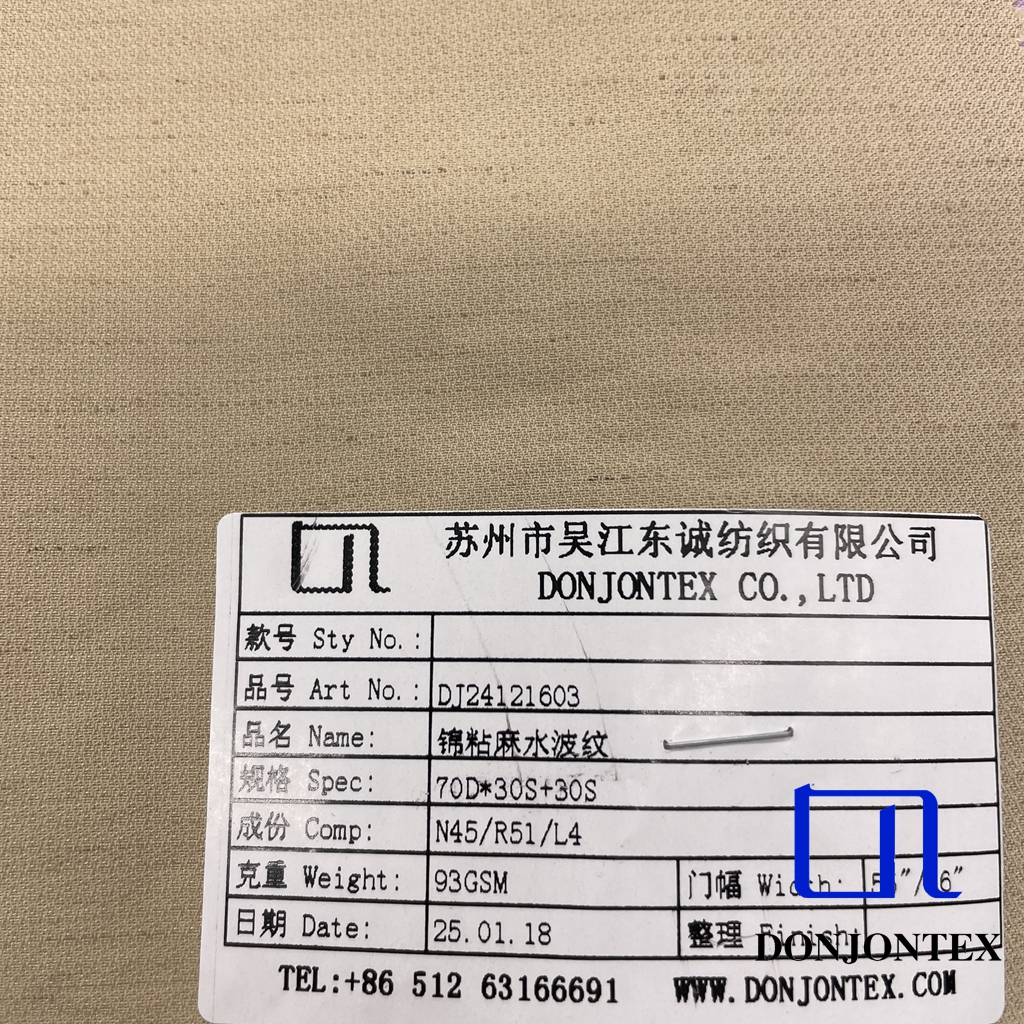 苏州市吴江东诚纺织有限公司
DONJONTEX CO.,LTD
款号 Sty No.:
品号 Art No.: DJ24121603
品名 Name: 锦粘麻水波纹
规格 Spec: 70D*30S+30S
成份 Comp: N45/R51/L4
克重 Weight: 93GSM 门幅 Width:
日期 Date: 25.01.18 整理
DONJONTEX
TEL:+86 512 63166691 WWW.DONJONTEX.COM